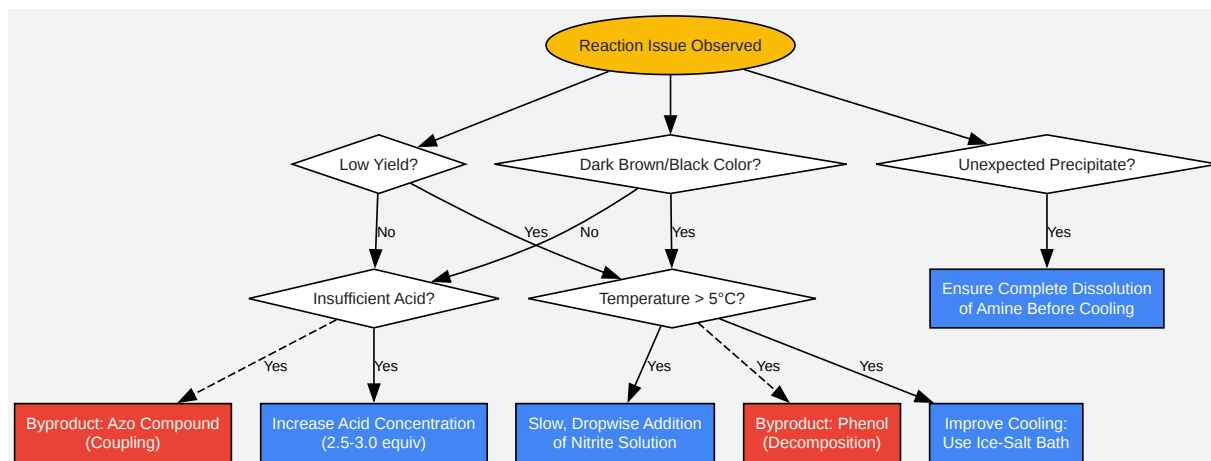 Reaction Issue Observed
Low Yield?
Dark Brown/Black Color?
Unexpected Precipitate?
No
Yes
No
Yes
Yes
Insufficient Acid?
Temperature > 5°C?
Ensure Complete Dissolution
of Amine Before Cooling
Yes
Yes
Yes
Yes
Yes
Byproduct: Azo Compound
(Coupling)
Increase Acid Concentration
(2.5-3.0 equiv)
Slow, Dropwise Addition
of Nitrite Solution
Byproduct: Phenol
(Decomposition)
Improve Cooling:
Use Ice-Salt Bath